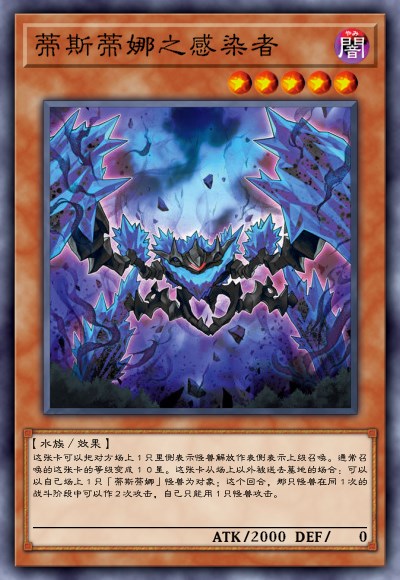 蒂斯蒂娜之感染者
やみ
闇
【水族／效果】
这张卡可以把对方场上1只里侧表示怪兽解放作表侧表示上级召唤。通常召
唤的这张卡的等级变成10星。这张卡从场上以外被送去墓地的场合：可以
以自己场上1只「蒂斯蒂娜」怪兽为对象；这个回合，那只怪兽在同1次的
战斗阶段中可以作2次攻击，自己只能用1只怪兽攻击。
ATK/2000 DEF/ 0